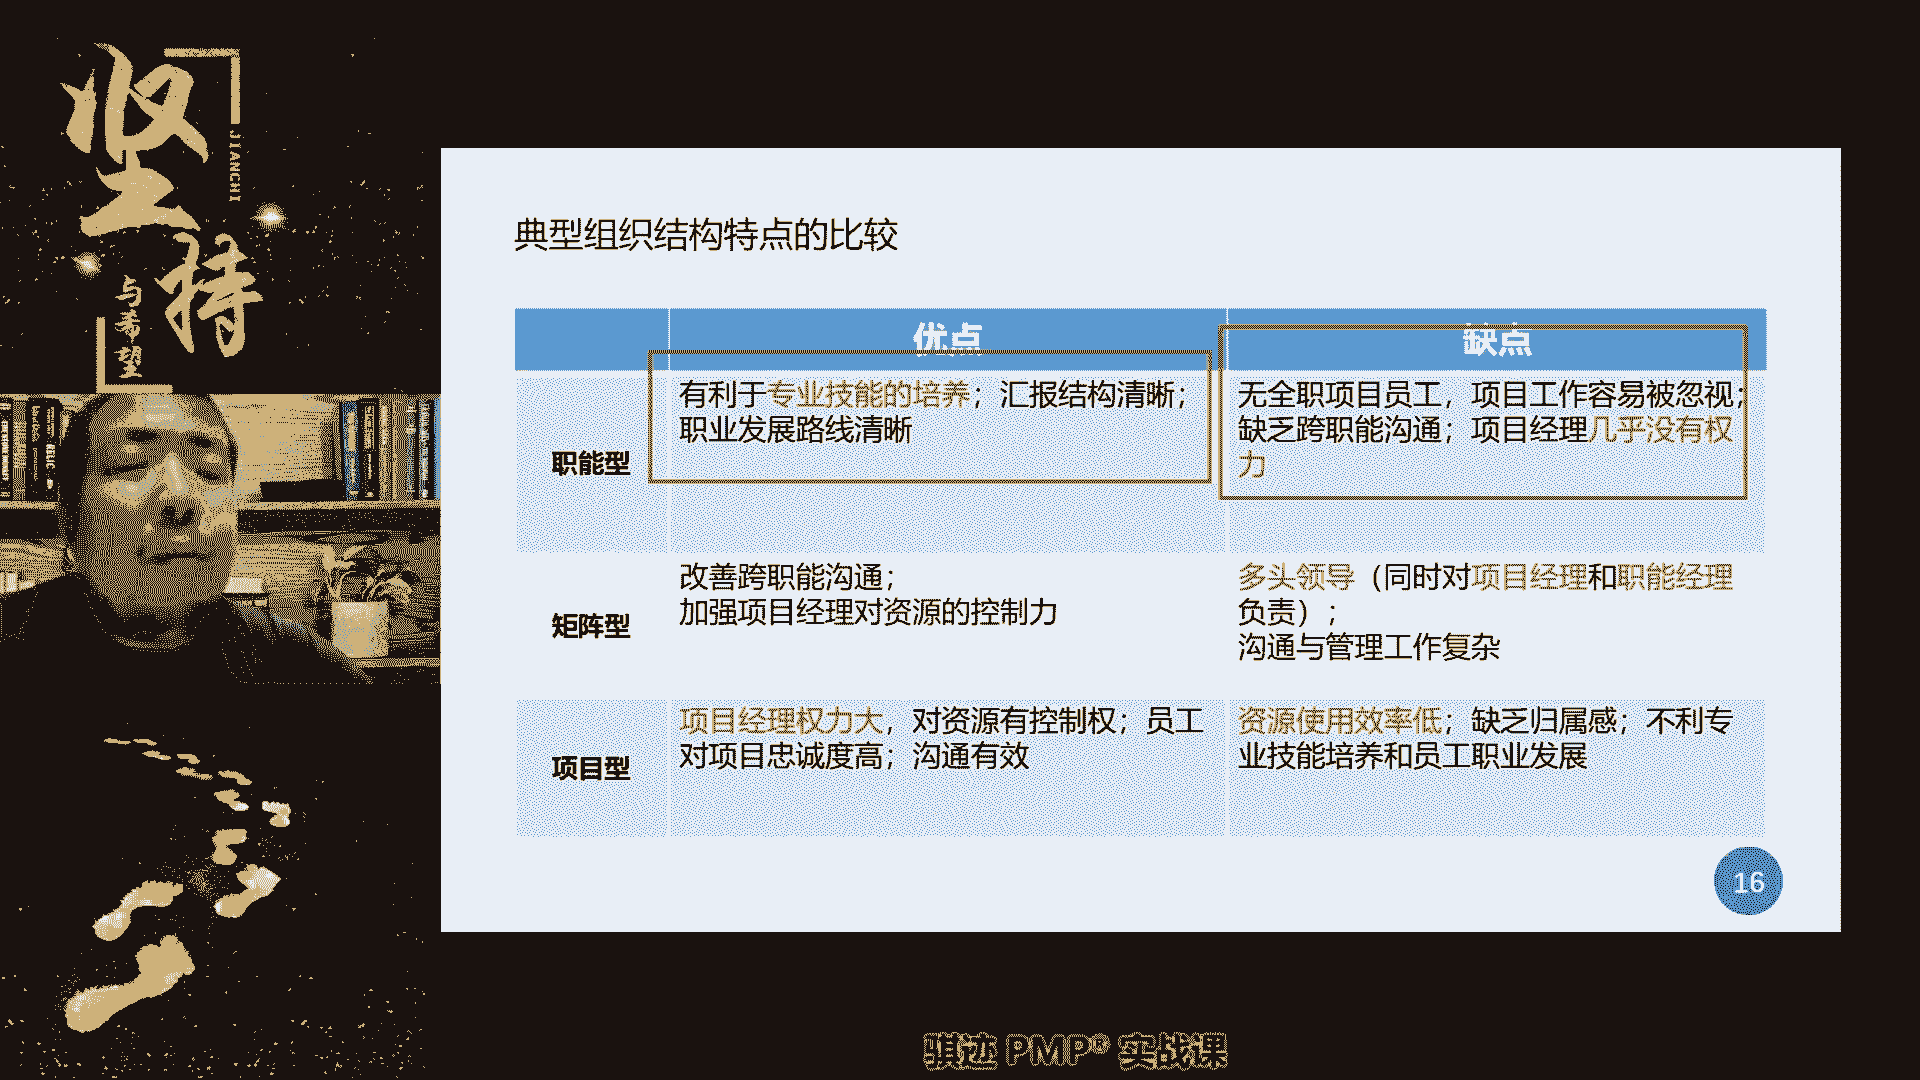 坚持
JIANCHI
与希望
典型组织结构特点的比较
优点
缺点
职能型
有利于专业技能的培养；汇报结构清晰；
职业发展路线清晰
无全职项目员工，项目工作容易被忽视；
缺乏跨职能沟通；项目经理几乎没有权
力
矩阵型
改善跨职能沟通；
加强项目经理对资源的控制力
多头领导（同时对项目经理和职能经理
负责）；
沟通与管理工作复杂
项目型
项目经理权力大，对资源有控制权；员工
对项目忠诚度高；沟通有效
资源使用效率低；缺乏归属感；不利专
业技能培养和员工职业发展
16
骐迹 PMP® 实战课